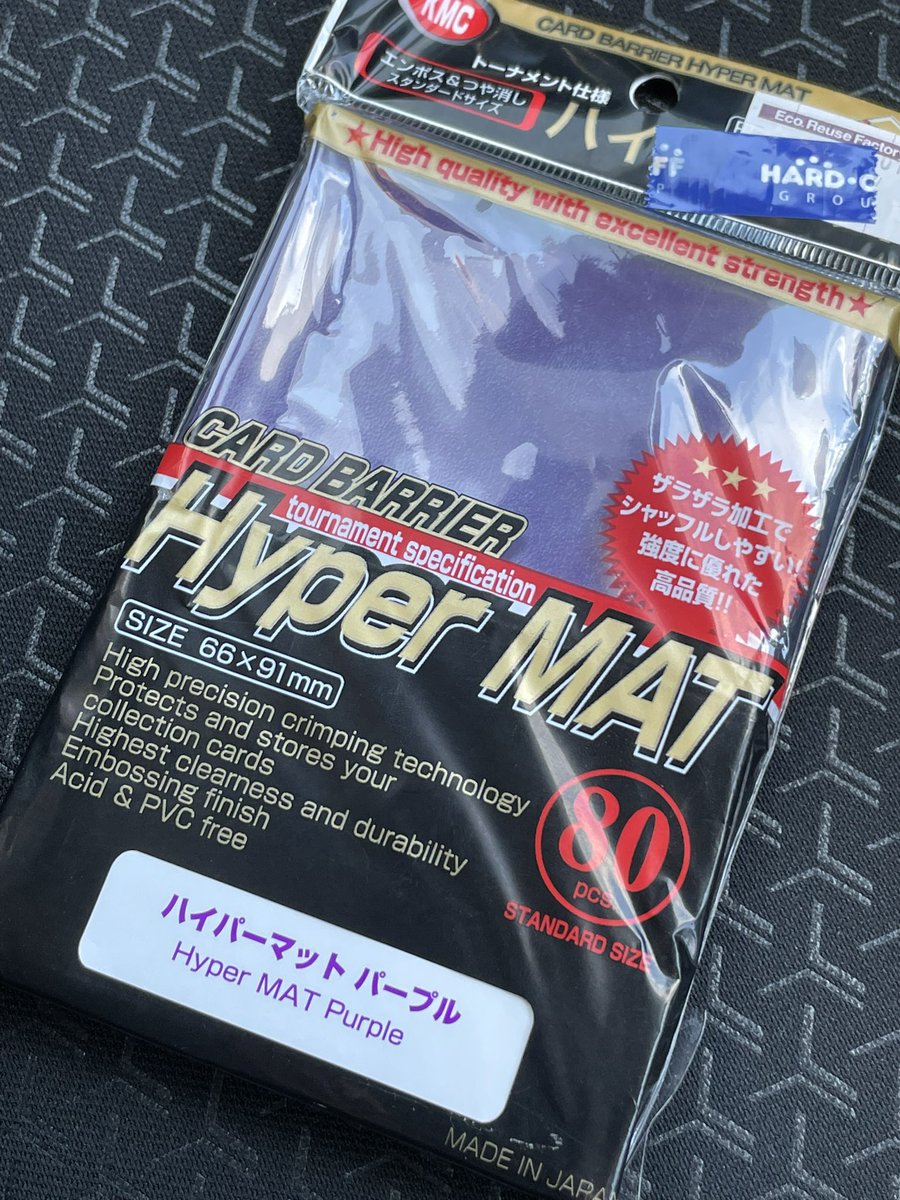 KMC
CARD BARRIER HYPER MAT
トーナメント仕様
エンボス&つや消し
スタンダードサイズ
ハイ
Eco.Reuse Factory
HARD・C
GROU
★High quality with excellent strength★
CARD BARRIER
tournament specification
Hyper MAT
ザラザラ加工で
シャッフルしやすい!
強度に優れた
高品質!!
SIZE 66×91mm
High precision crimping technology
Protects and stores your
collection cards
Highest clearness and durability
Embossing finish
Acid & PVC free
80
pcs.
STANDARD SIZE
ハイパーマット パープル
Hyper MAT Purple
MADE IN JAPAN